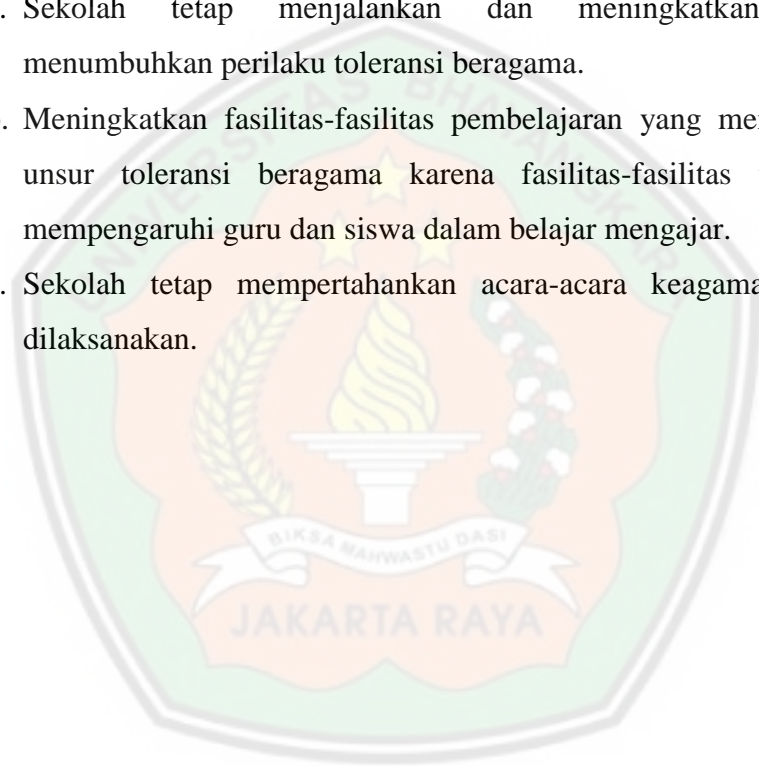 . Sekolah tetap menjalankan dan meningkatkan
menumbuhkan perilaku toleransi beragama.
. Meningkatkan fasilitas-fasilitas pembelajaran yang
unsur toleransi beragama karena fasilitas-fasilitas
mempengaruhi guru dan siswa dalam belajar mengajar.
. Sekolah tetap mempertahankan acara-acara
dilaksanakan.
UNIVERSITAS BHAYANGKARA
BIKSA MAHWASTU DASI
JAKARTA RAYA